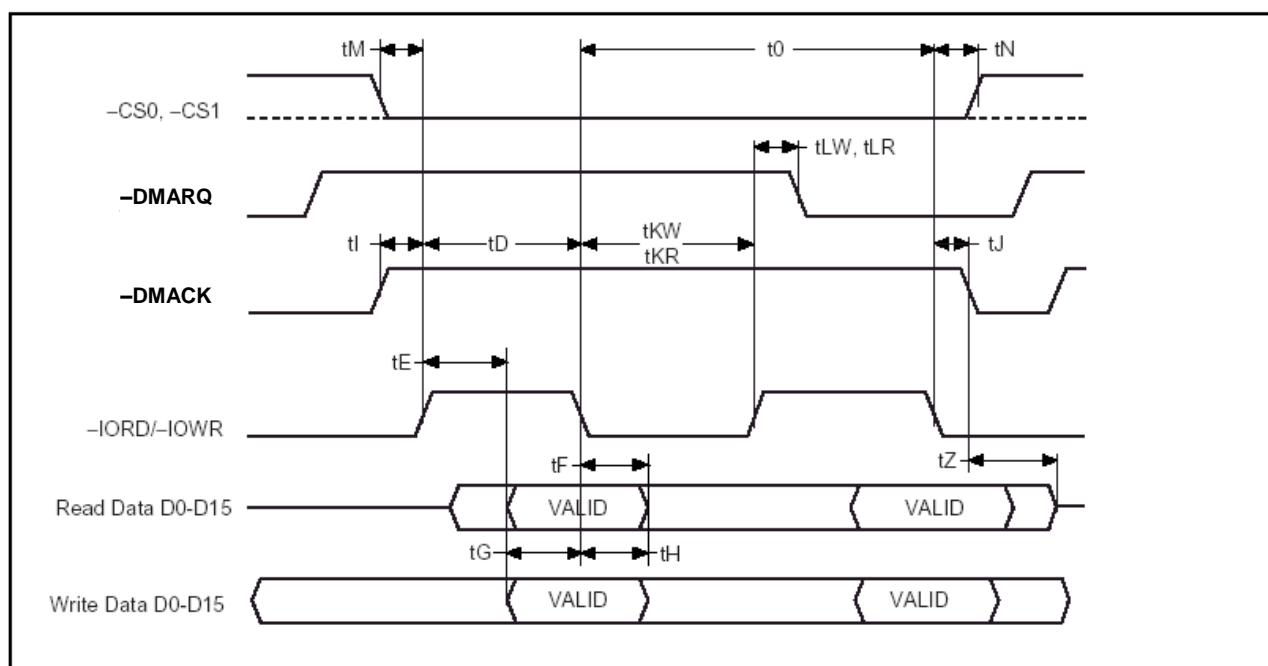 tM
t0
tN
–CS0, –CS1
tLW, tLR
–DMARQ
tI
tD
tKW
tKR
tJ
–DMACK
tE
–IORD/–IOWR
tF
tZ
Read Data D0-D15
VALID
VALID
tG
tH
Write Data D0-D15
VALID
VALID